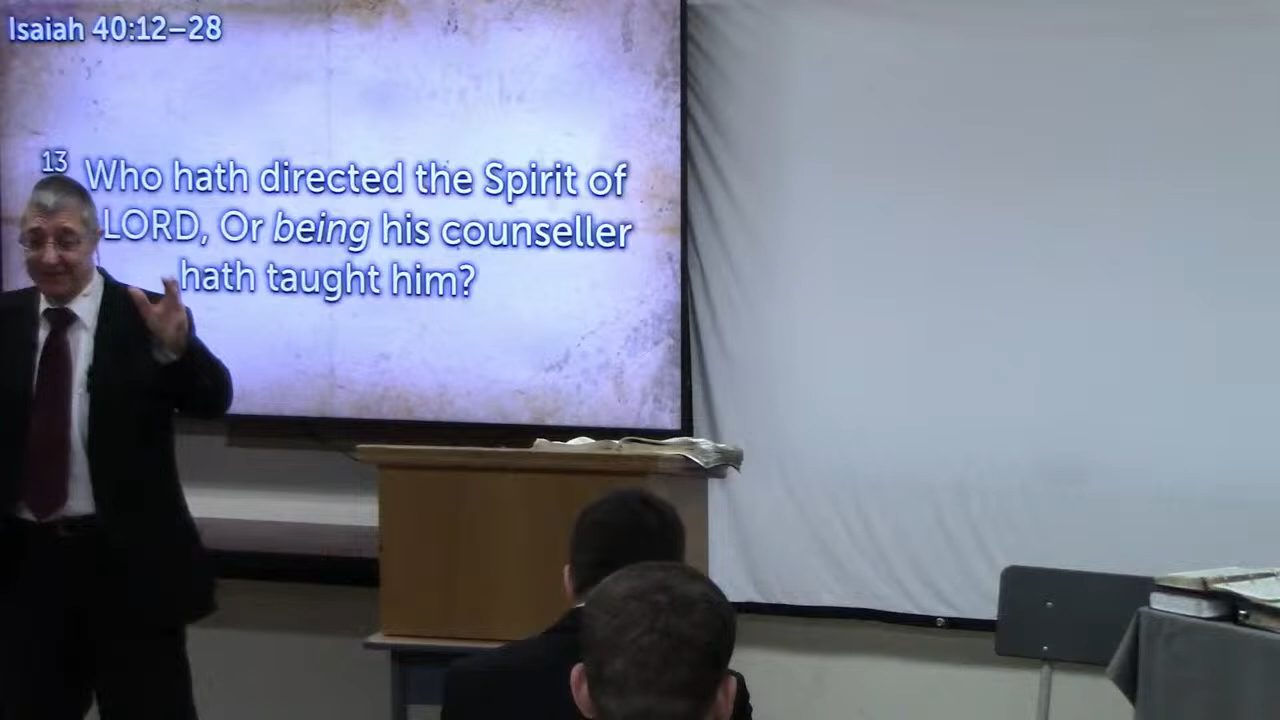 Isaiah 40:12–28
13 Who hath directed the Spirit of
LORD, Or being his counseller
hath taught him?